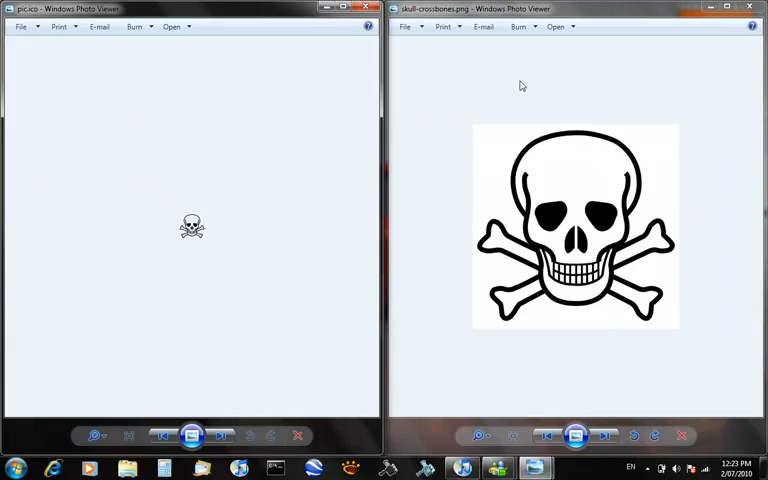 pic.ico - Windows Photo Viewer
File Print E-mail Burn Open
skull-crossbones.png - Windows Photo Viewer
File Print E-mail Burn Open
EN
12:23 PM
2/07/2010